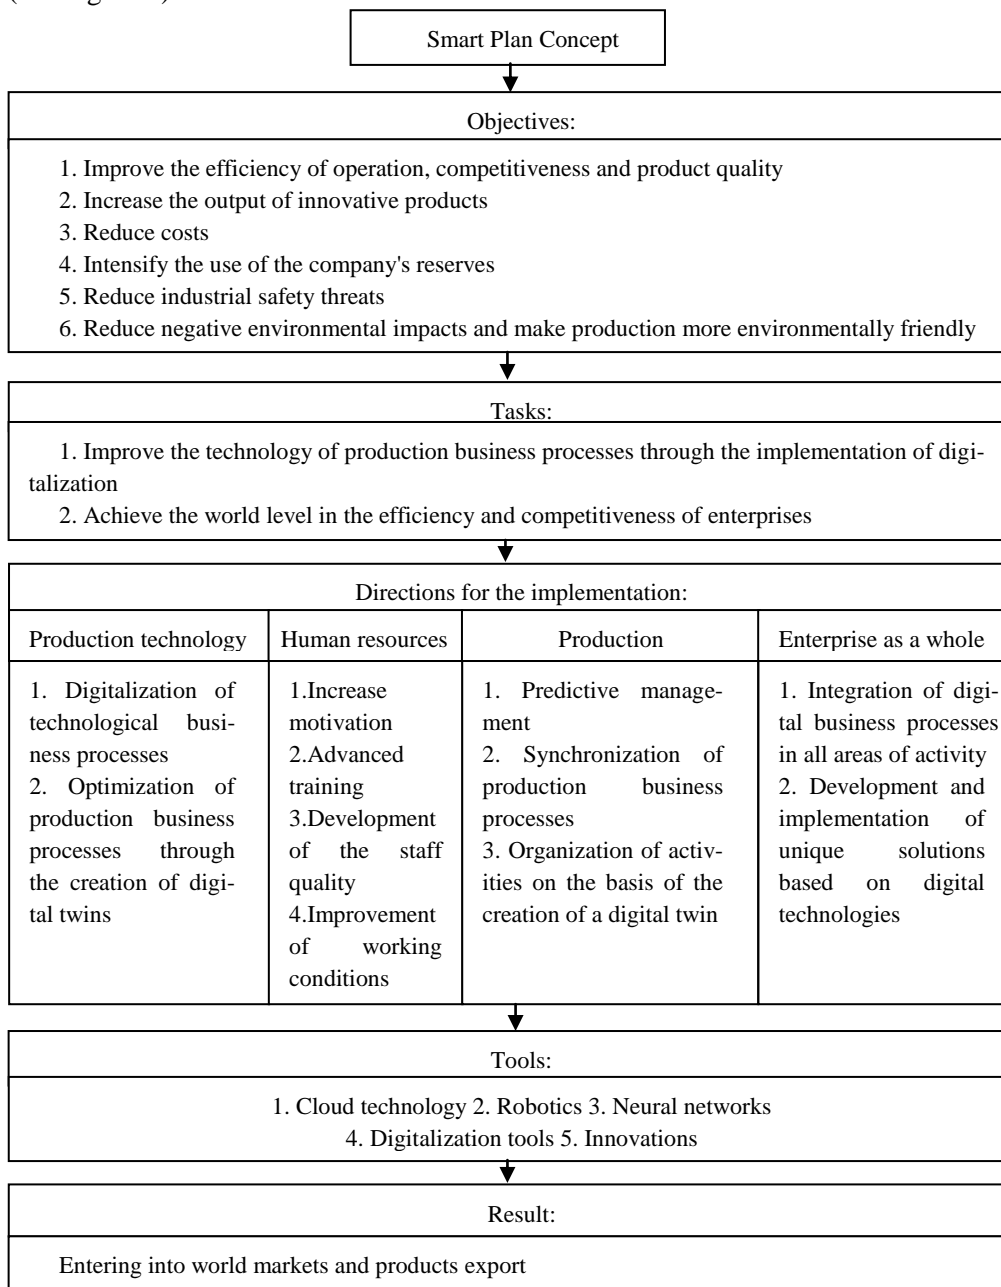 Smart Plan Concept
Objectives:
1. Improve the efficiency of operation, competitiveness and product quality
2. Increase the output of innovative products
3. Reduce costs
4. Intensify the use of the company's reserves
5. Reduce industrial safety threats
6. Reduce negative environmental impacts and make production more environmentally friendly
Tasks:
1. Improve the technology of production business processes through the implementation of digi-
talization
2. Achieve the world level in the efficiency and competitiveness of enterprises
Directions for the implementation:
Production technology
1. Digitalization of
technological busi-
ness processes
2. Optimization of
production business
processes through
the creation of digi-
tal twins
Human resources
1.Increase
motivation
2.Advanced
training
3.Development
of the staff
quality
4.Improvement
of working
conditions
Production
1. Predictive manage-
ment
2. Synchronization of
production business
processes
3. Organization of activ-
ities on the basis of the
creation of a digital twin
Enterprise as a whole
1. Integration of digi-
tal business processes
in all areas of activity
2. Development and
implementation of
unique solutions
based on digital
technologies
Tools:
1. Cloud technology 2. Robotics 3. Neural networks
4. Digitalization tools 5. Innovations
Result:
Entering into world markets and products export